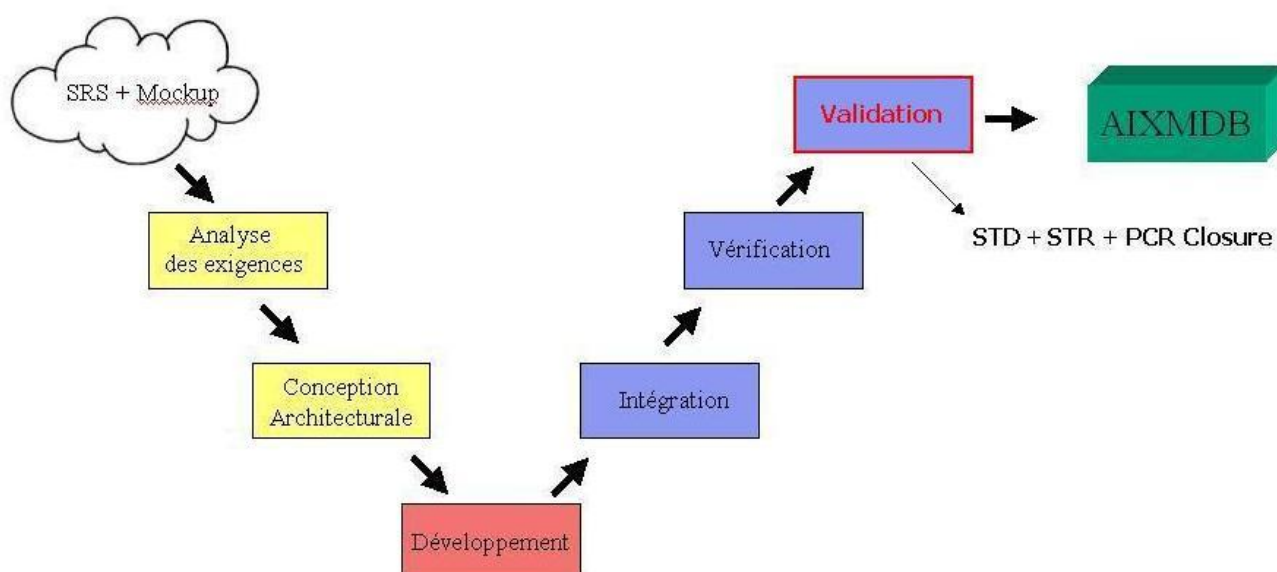 SRS + Mockup
Validation
AIXMDB
Analyse
des exigences
Vérification
STD + STR + PCR Closure
Conception
Architecturale
Intégration
Développement